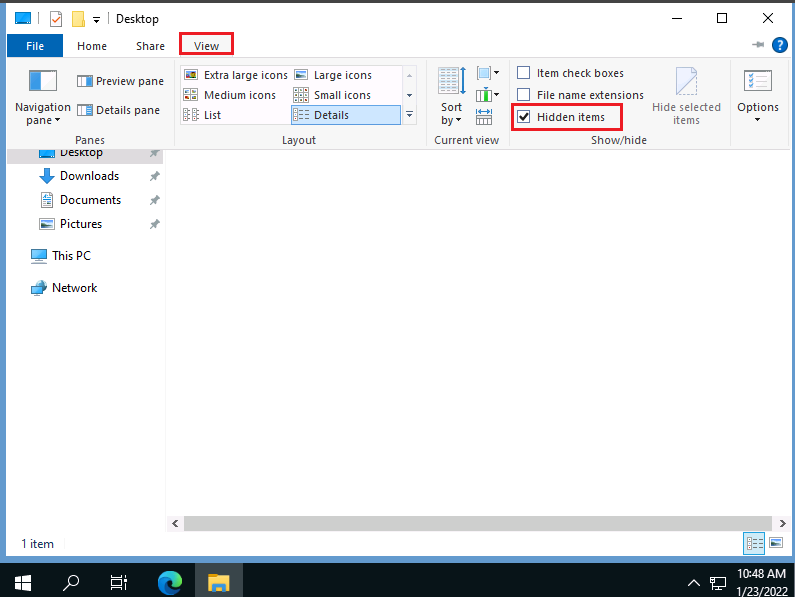 Desktop
File Home Share View
Navigation pane
Preview pane
Details pane
Panes
Extra large icons Large icons
Medium icons Small icons
List Details
Layout
Sort by
Current view
Item check boxes
File name extensions
Hidden items
Hide selected items
Show/hide
Options
Desktop
Downloads
Documents
Pictures
This PC
Network
1 item
10:48 AM
1/23/2022